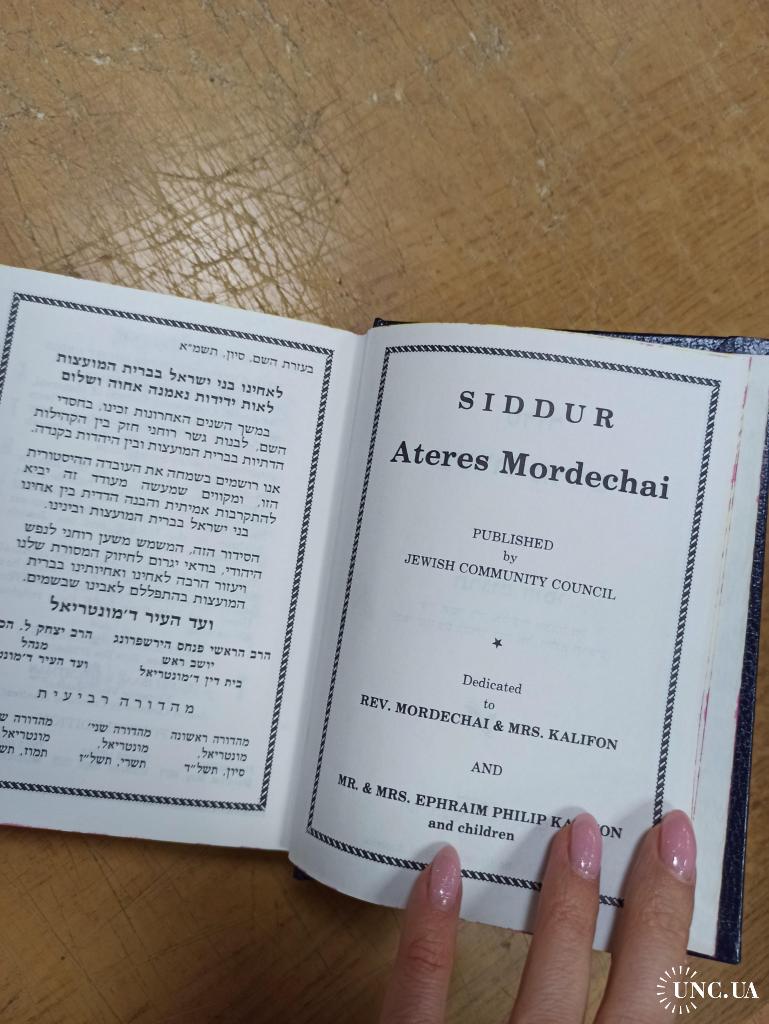 בעזרת השם, סיון, תשמ״א
לאחינו בני ישראל בברית המועצות
לאות ידידות נאמנה אחוה ושלום
במשך השנים האחרונות זכינו, בחסדי
השם, לבנות גשר רוחני חזק בין הקהילות
הדתיות בברית המועצות ובין היהדות בקנדה.
אנו רושמים בשמחה את העובדה ההיסטורית
הזו, ומקווים שמעשה מעודד זה יביא
להתקרבות אמיתית והבנה הדדית בין אחינו
בני ישראל בברית המועצות ובינינו.
הסידור הזה, המשמש משען רוחני לנפש
היהודי, בודאי יגרום לחיזוק המסורת שלנו
ויעזור הרבה לאחינו ואחיותינו בברית
המועצות בהתפללם לאבינו שבשמים.
ועד העיר ד׳מונטריאל
הרב הראשי פנחס הירשפרונג
יושב ראש
בית דין ד׳מונטריאל
הרב יצחק ל.
מנהל
ועד העיר
מהדורה רביעית
מהדורה ראשונה
מונטריאל,
סיון, תשל״ד
מהדורה שני׳
מונטריאל,
תשרי, תשל״ז
מהדורה
מונטריאל,
תמוז,
SIDDUR
Ateres Mordechai
PUBLISHED
by
JEWISH COMMUNITY COUNCIL
Dedicated
to
REV. MORDECHAI & MRS. KALIFON
AND
MR. & MRS. EPHRAIM PHILIP KALIFON
and children
UNC.UA